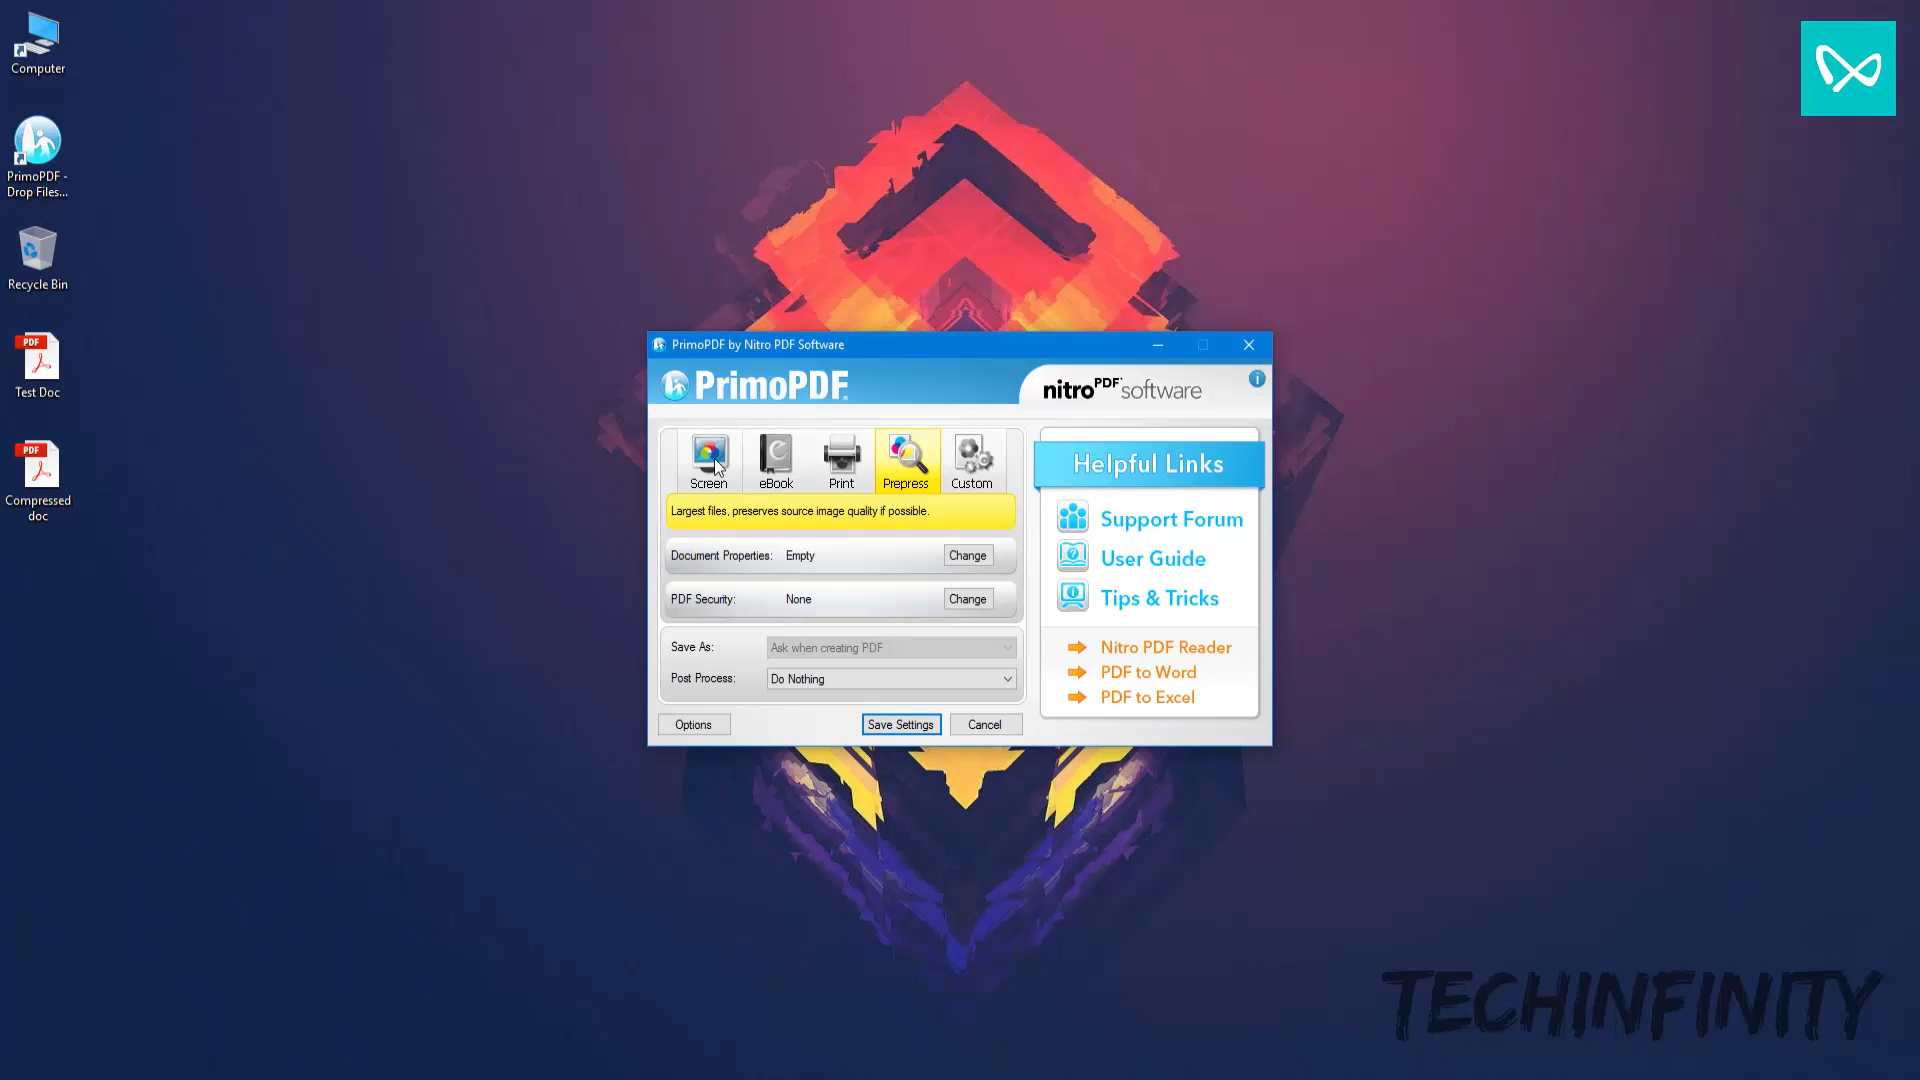 Computer
PrimoPDF -
Drop Files...
Recycle Bin
PDF
Test Doc
PDF
Compressed
doc
PrimoPDF by Nitro PDF Software
PrimoPDF
nitroPDF software
Screen
eBook
Print
Prepress
Custom
Largest files, preserves source image quality if possible.
Document Properties: Empty
Change
PDF Security: None
Change
Save As: Ask when creating PDF
Post Process: Do Nothing
Options
Save Settings
Cancel
Helpful Links
Support Forum
User Guide
Tips & Tricks
Nitro PDF Reader
PDF to Word
PDF to Excel
TECHINFINITY